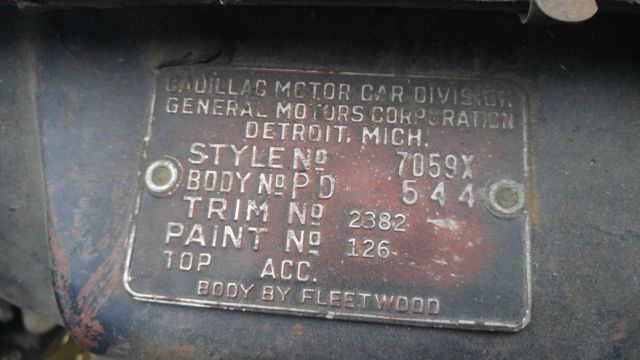 CADILLAC MOTOR CAR DIVISION
GENERAL MOTORS CORPORATION
DETROIT, MICH.
STYLE No 7059X
BODY No P D 544
TRIM No 2382
PAINT No 126
TOP ACC.
BODY BY FLEETWOOD